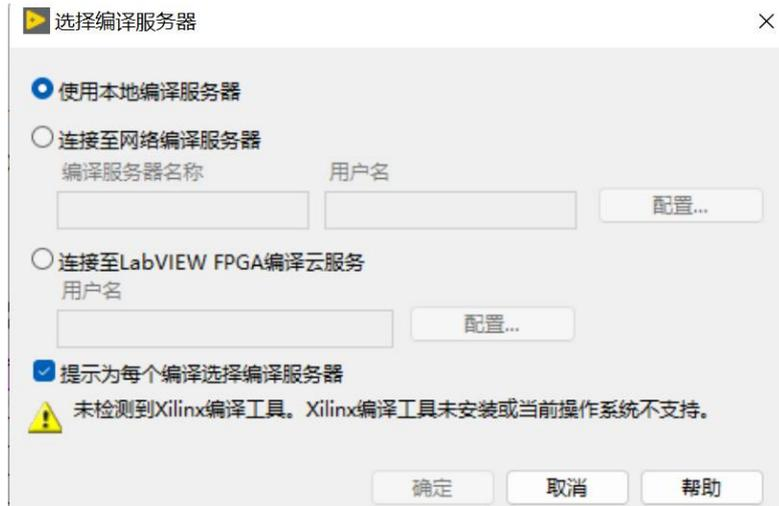 选择编译服务器
使用本地编译服务器
连接至网络编译服务器
编译服务器名称 用户名
配置...
连接至LabVIEW FPGA编译云服务
用户名
配置...
提示为每个编译选择编译服务器
未检测到Xilinx编译工具。Xilinx编译工具未安装或当前操作系统不支持。
确定 取消 帮助